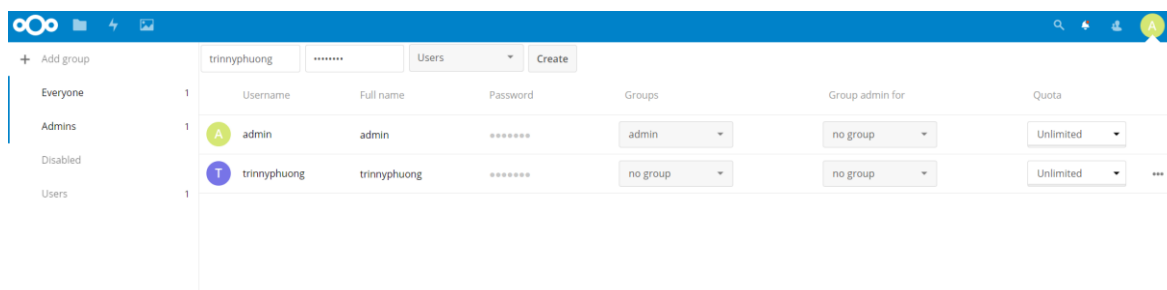 A
+ Add group
trinnyphuong •••••••• Users Create
Everyone 1
Username Full name Password Groups Group admin for Quota
Admins 1
A admin admin ●●●●●●● admin no group Unlimited
Disabled
T trinnyphuong trinnyphuong ●●●●●●● no group no group Unlimited •••
Users 1